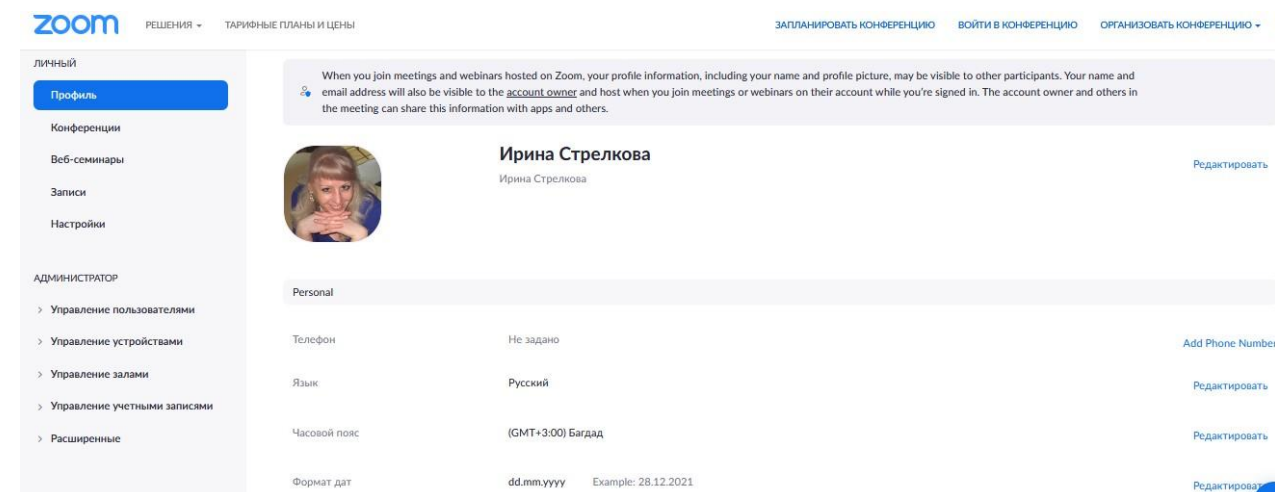 zoom РЕШЕНИЯ ТАРИФНЫЕ ПЛАНЫ И ЦЕНЫ ЗАПЛАНИРОВАТЬ КОНФЕРЕНЦИЮ ВОЙТИ В КОНФЕРЕНЦИЮ ОРГАНИЗОВАТЬ КОНФЕРЕНЦИЮ
ЛИЧНЫЙ
Профиль
Конференции
Веб-семинары
Записи
Настройки
АДМИНИСТРАТОР
Управление пользователями
Управление устройствами
Управление залами
Управление учетными записями
Расширенные
When you join meetings and webinars hosted on Zoom, your profile information, including your name and profile picture, may be visible to other participants. Your name and
email address will also be visible to the account owner and host when you join meetings or webinars on their account while you're signed in. The account owner and others in
the meeting can share this information with apps and others.
Ирина Стрелкова
Редактировать
Ирина Стрелкова
Personal
Телефон Не задано Add Phone Number
Язык Русский Редактировать
Часовой пояс (GMT+3:00) Багдад Редактировать
Формат дат dd.mm.yyyy Example: 28.12.2021